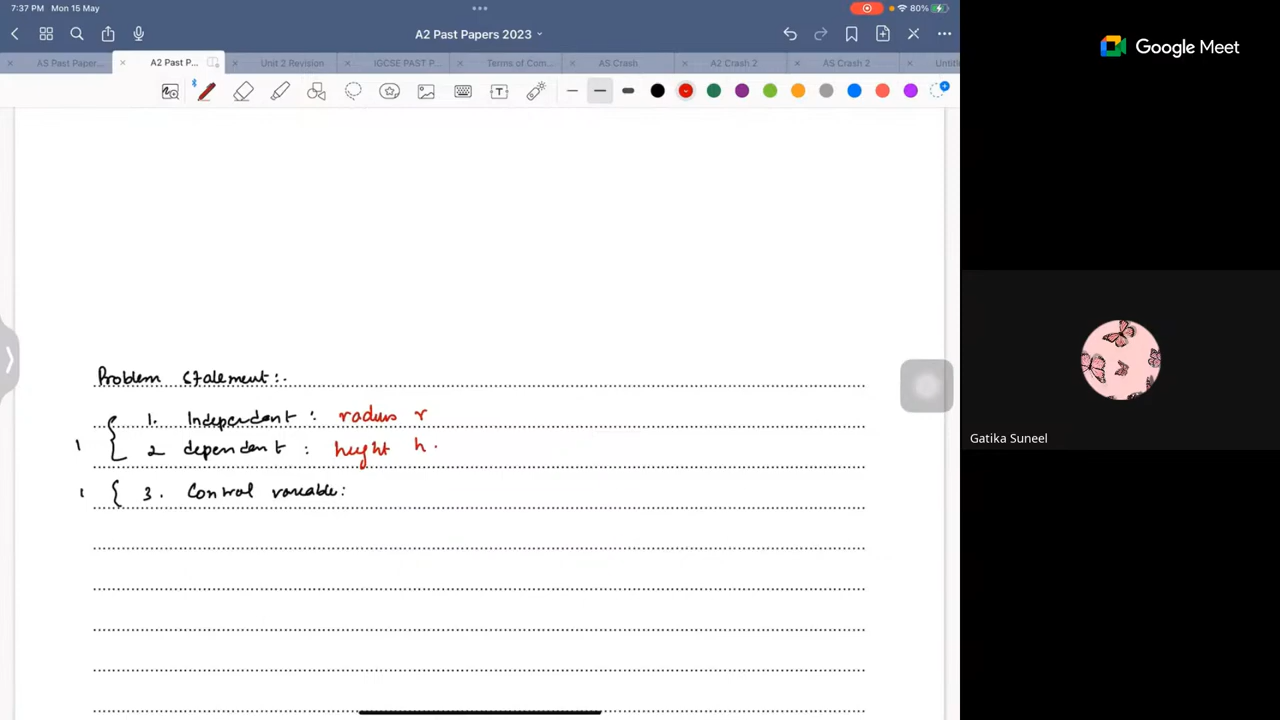 7:37 PM Mon 15 May
80%
A2 Past Papers 2023
AS Past Paper...
A2 Past P...
Unit 2 Revision
IGCSE PAST P...
Terms of Com...
AS Crash
A2 Crash 2
AS Crash 2
Untitl
Google Meet
Problem Statement:.
1. Independent : radius r
1 2 dependent : height h.
1 3. Control variable:
Gatika Suneel